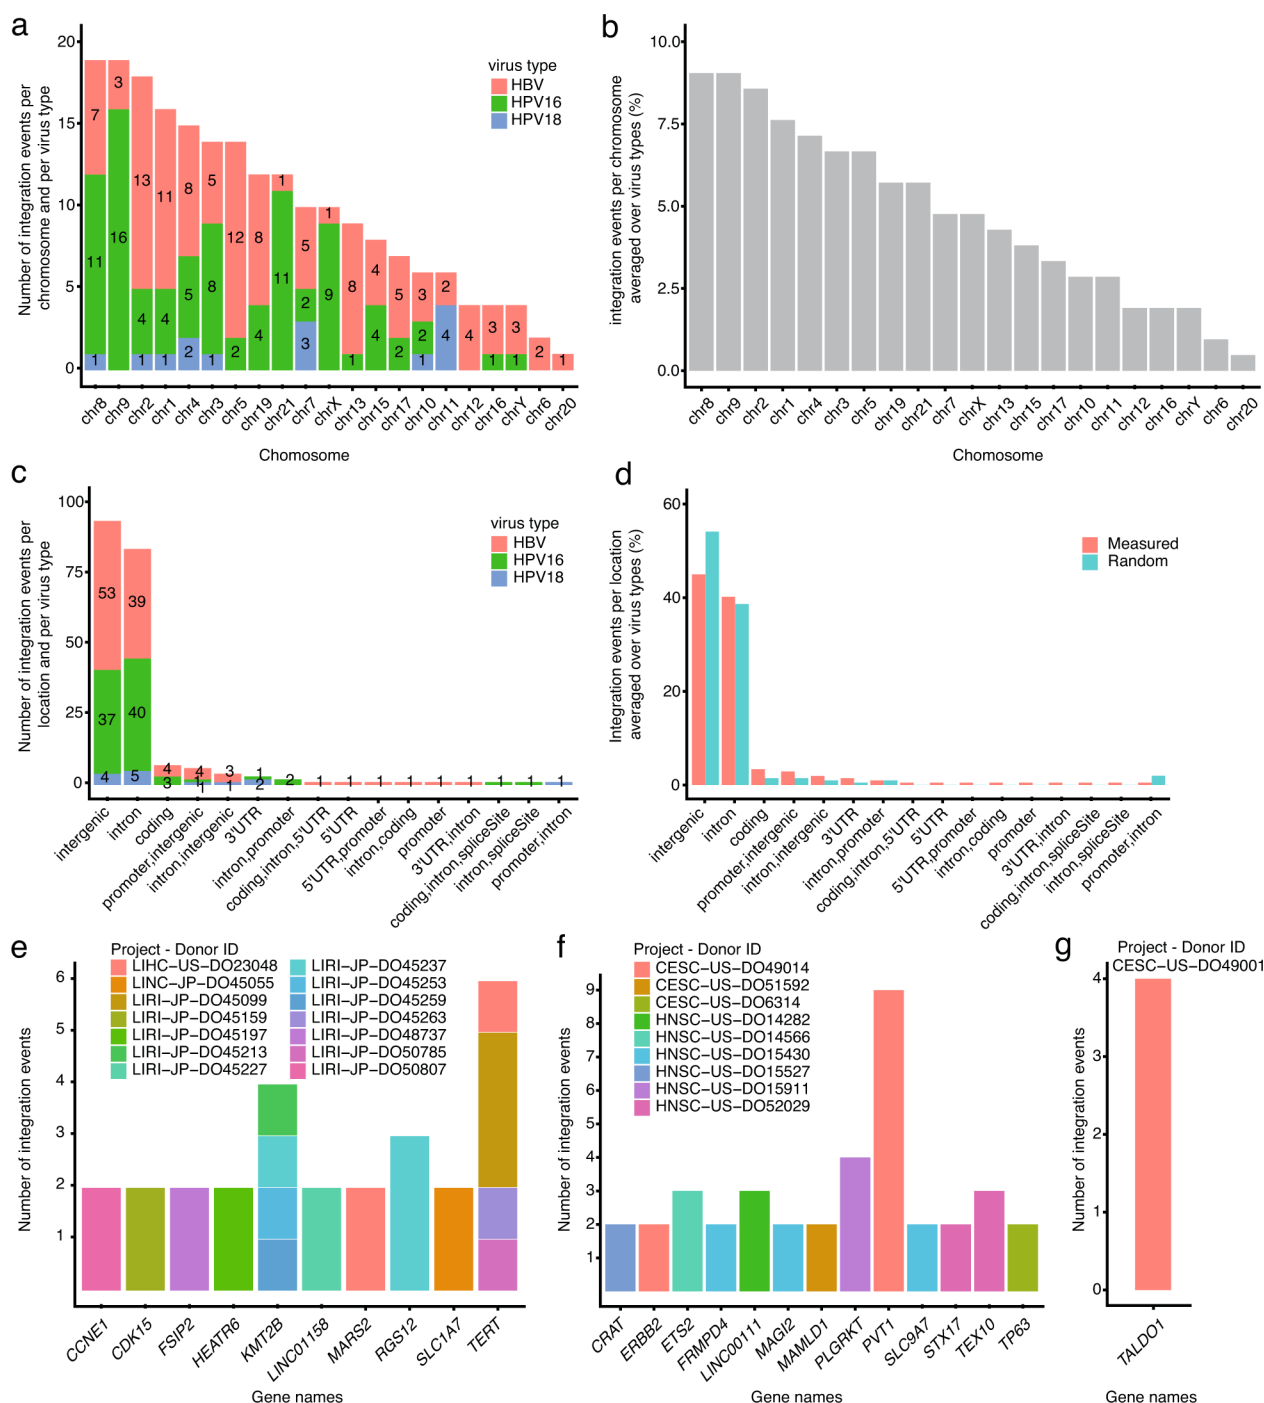 a
Number of integration events per
chromosome and per virus type
20
15
10
5
0
virus type
HBV
HPV16
HPV18
7 3 13 11 8 5 12 8 1 5 1 8 4 5 3 2 4 3 3 2 1
11 16 4 4 5 8 2 4 11 2 9 1 4 2 2 1 1
1 1 1 2 1 3 1 4
chr8 chr9 chr2 chr1 chr4 chr3 chr5 chr19 chr21 chr7 chrX chr13 chr15 chr17 chr10 chr11 chr12 chr16 chrY chr6 chr20
Chomosome
b
integration events per chromosome
averaged over virus types (%)
10.0
7.5
5.0
2.5
0.0
chr8 chr9 chr2 chr1 chr4 chr3 chr5 chr19 chr21 chr7 chrX chr13 chr15 chr17 chr10 chr11 chr12 chr16 chrY chr6 chr20
Chomosome
c
Number of integration events per
location and per virus type
100
75
50
25
0
virus type
HBV
HPV16
HPV18
53 39 4 4 3 1 2 1 1 1 1 1 1 1 1 1
37 40 3 1 1 2
4 5 1
intergenic
intron
coding
promoter,intergenic
intron,intergenic
3'UTR
intron,promoter
coding,intron,5'UTR
5'UTR
5'UTR,promoter
intron,coding
promoter
3'UTR,intron
coding,intron,spliceSite
intron,spliceSite
promoter,intron
d
Integration events per location
averaged over virus types (%)
60
40
20
0
Measured
Random
intergenic
intron
coding
promoter,intergenic
intron,intergenic
3'UTR
intron,promoter
coding,intron,5'UTR
5'UTR
5'UTR,promoter
intron,coding
promoter
3'UTR,intron
coding,intron,spliceSite
intron,spliceSite
promoter,intron
e
Number of integration events
6
5
4
3
2
1
Project - Donor ID
LIHC−US−DO23048
LINC−JP−DO45055
LIRI−JP−DO45099
LIRI−JP−DO45159
LIRI−JP−DO45197
LIRI−JP−DO45213
LIRI−JP−DO45227
LIRI−JP−DO45237
LIRI−JP−DO45253
LIRI−JP−DO45259
LIRI−JP−DO45263
LIRI−JP−DO48737
LIRI−JP−DO50785
LIRI−JP−DO50807
CCNE1 CDK15 FSIP2 HEATR6 KMT2B LINC01158 MARS2 RGS12 SLC1A7 TERT
Gene names
f
Number of integration events
9
8
7
6
5
4
3
2
1
Project - Donor ID
CESC−US−DO49014
CESC−US−DO51592
CESC−US−DO6314
HNSC−US−DO14282
HNSC−US−DO14566
HNSC−US−DO15430
HNSC−US−DO15527
HNSC−US−DO15911
HNSC−US−DO52029
CRAT ERBB2 ETS2 FRMPD4 LINC00111 MAGI2 MAMLD1 PLGRKT PVT1 SLC9A7 STX17 TEX10 TP63
Gene names
g
Project - Donor ID
CESC−US−DO49001
Number of integration events
4
3
2
1
0
TALDO1
Gene names